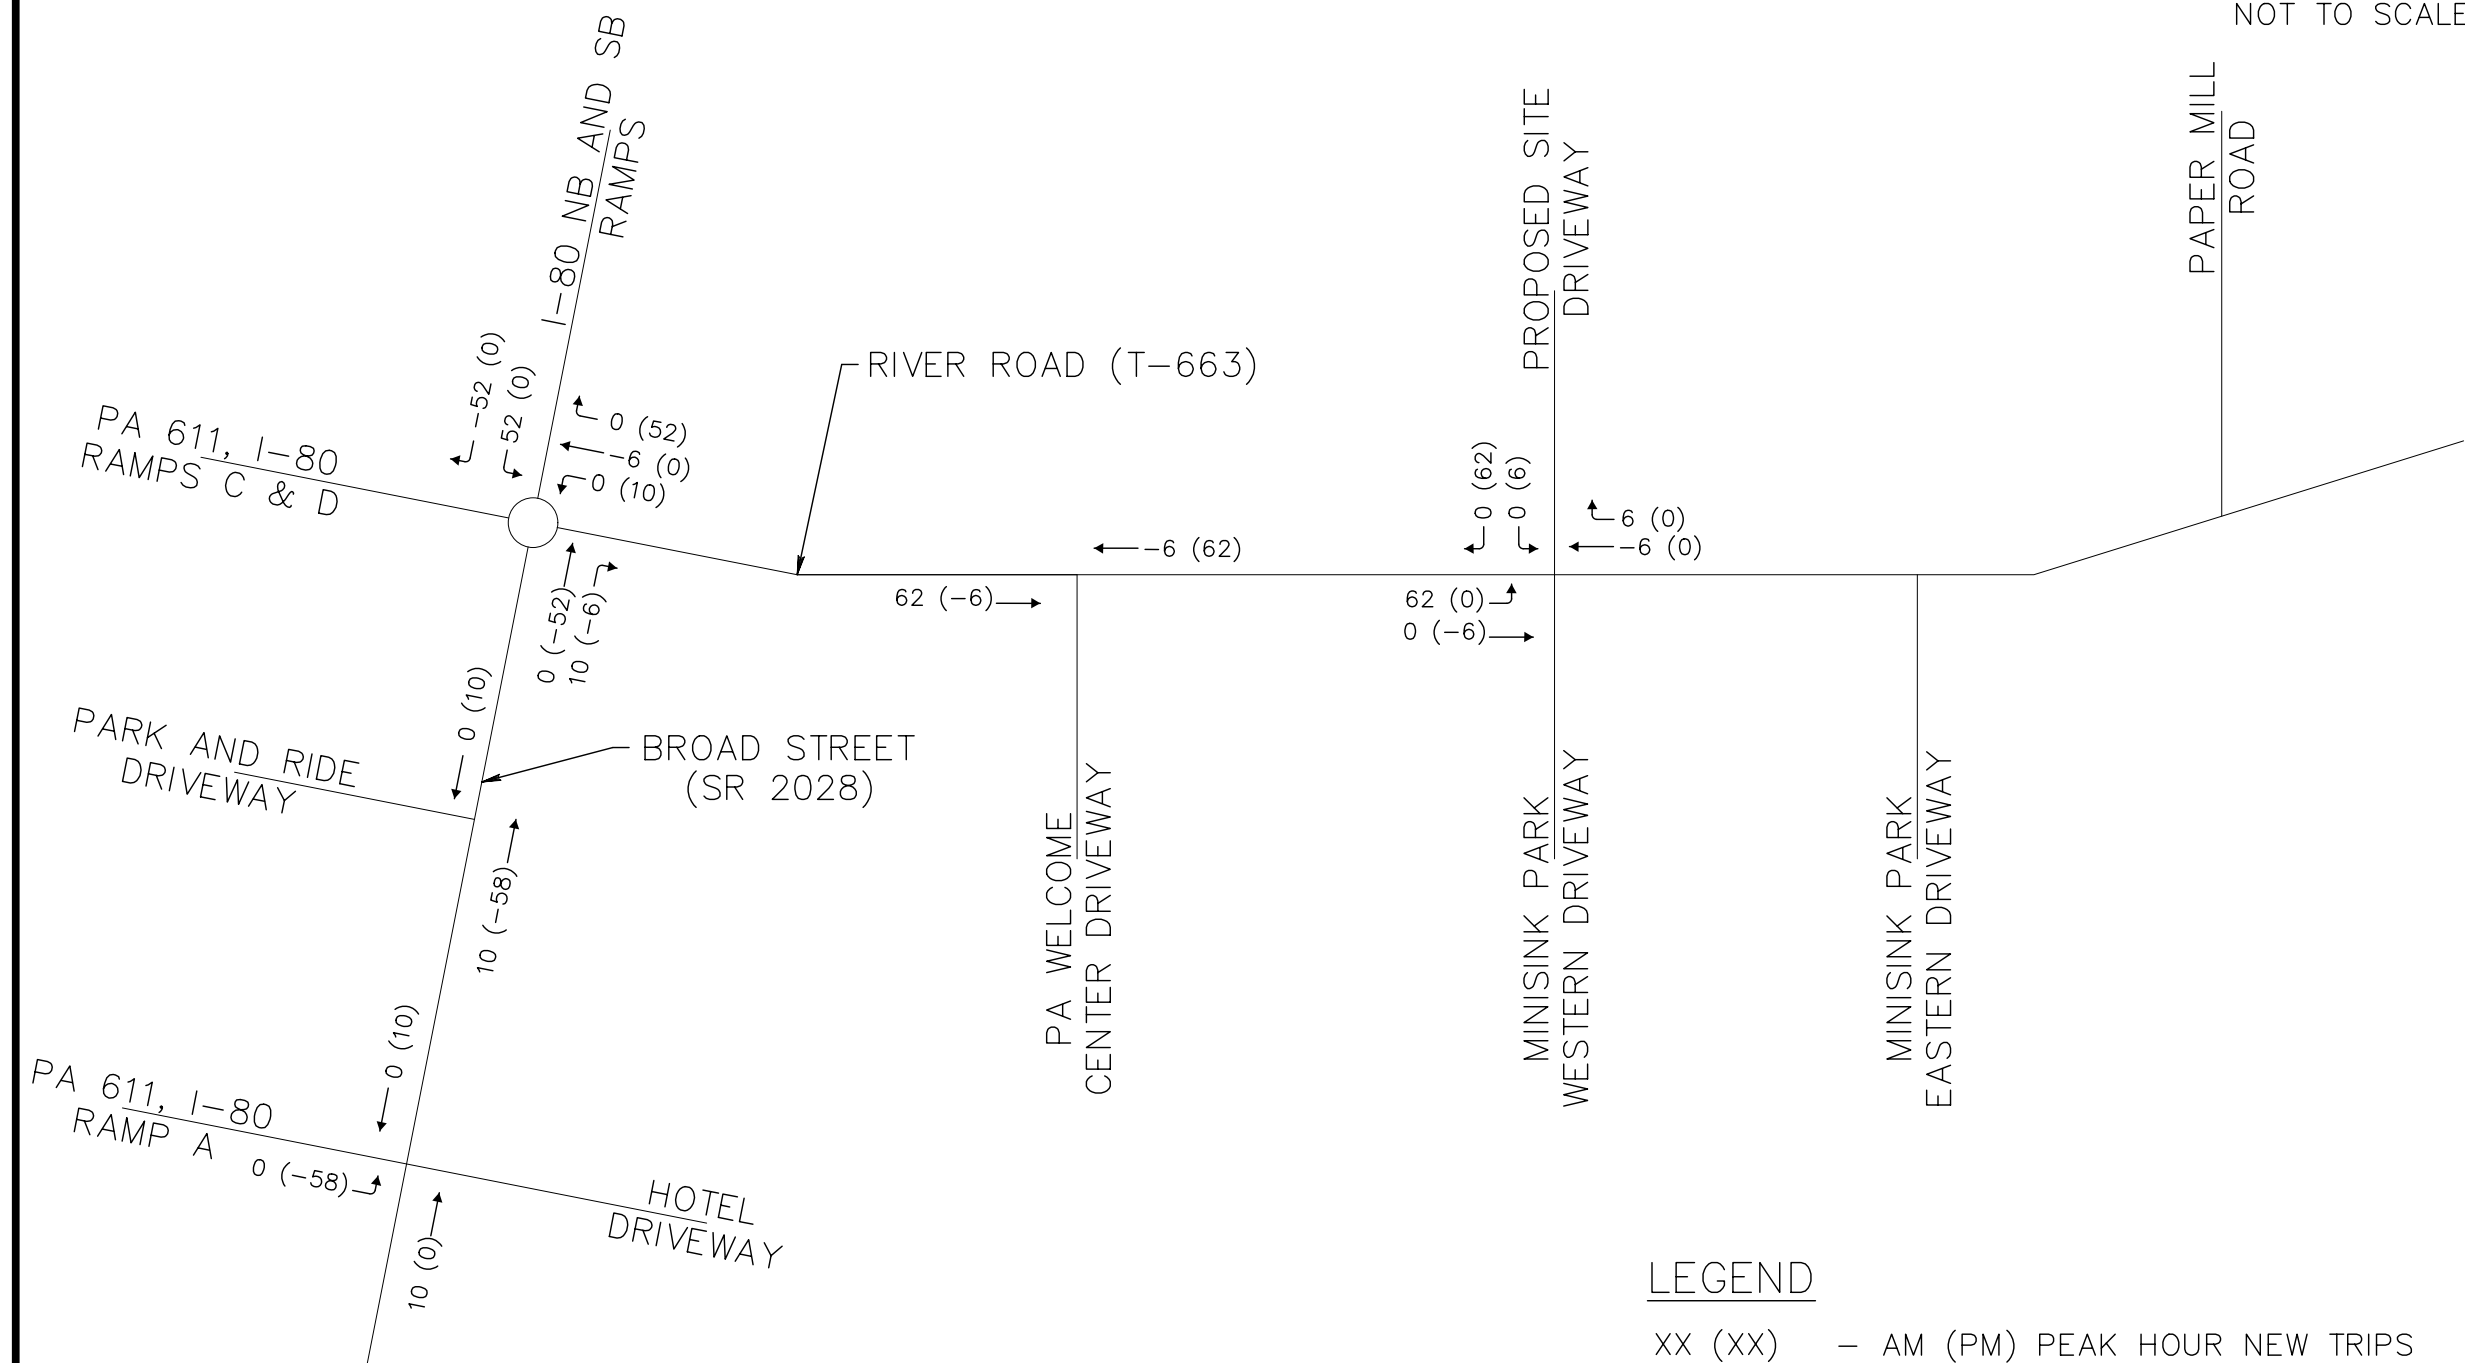 NOT TO SCALE
I-80 NB AND SB
RAMPS
PROPOSED SITE
DRIVEWAY
PAPER MILL
ROAD
RIVER ROAD (T-663)
PA 611, I-80
RAMPS C & D
-52 (0)
52 (0)
0 (52)
-6 (0)
0 (10)
0 (62)
0 (6)
6 (0)
-6 (0)
-6 (62)
62 (-6)
62 (0)
0 (-6)
0 (-52)
10 (-6)
0 (10)
PARK AND RIDE
DRIVEWAY
BROAD STREET
(SR 2028)
10 (-58)
PA WELCOME
CENTER DRIVEWAY
MINISINK PARK
WESTERN DRIVEWAY
MINISINK PARK
EASTERN DRIVEWAY
0 (10)
PA 611, I-80
RAMP A
0 (-58)
HOTEL
DRIVEWAY
10 (0)
LEGEND
XX (XX) - AM (PM) PEAK HOUR NEW TRIPS